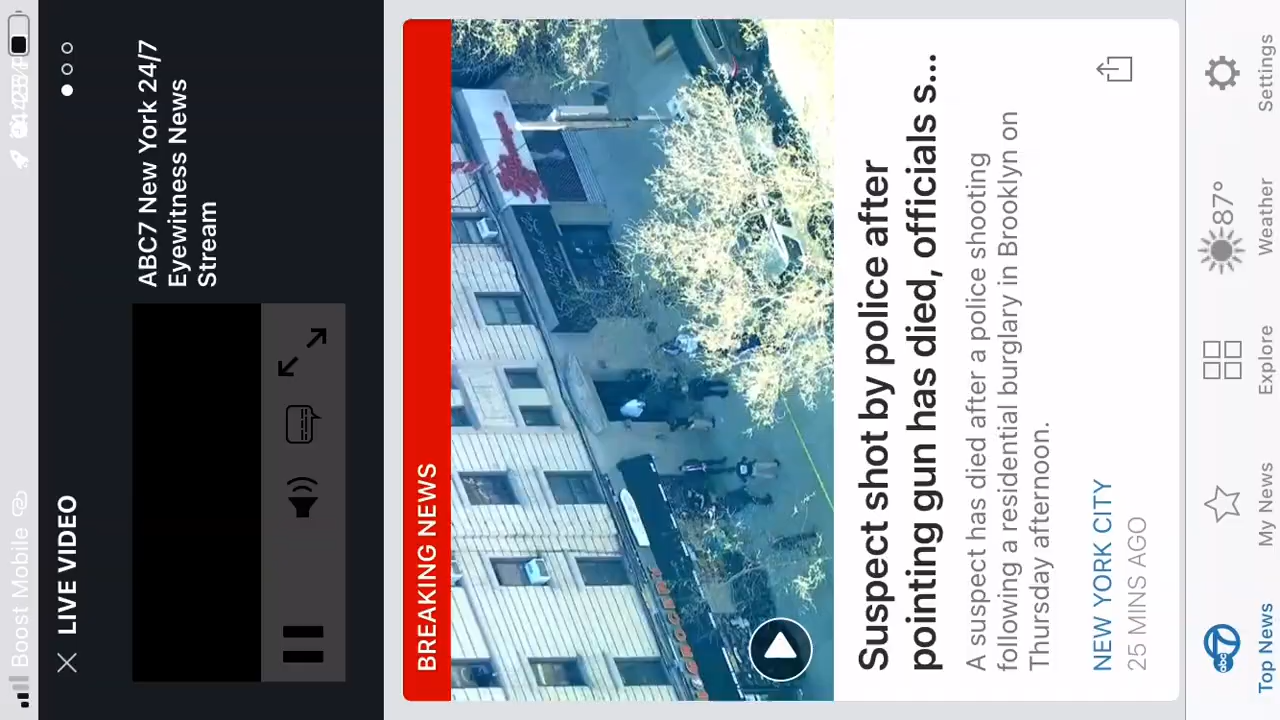 Boost Mobile
LIVE VIDEO
ABC7 New York 24/7
Eyewitness News
Stream
BREAKING NEWS
Suspect shot by police after
pointing gun has died, officials s...
A suspect has died after a police shooting
following a residential burglary in Brooklyn on
Thursday afternoon.
NEW YORK CITY
25 MINS AGO
abc 7
87°
Top News
My News
Explore
Weather
Settings